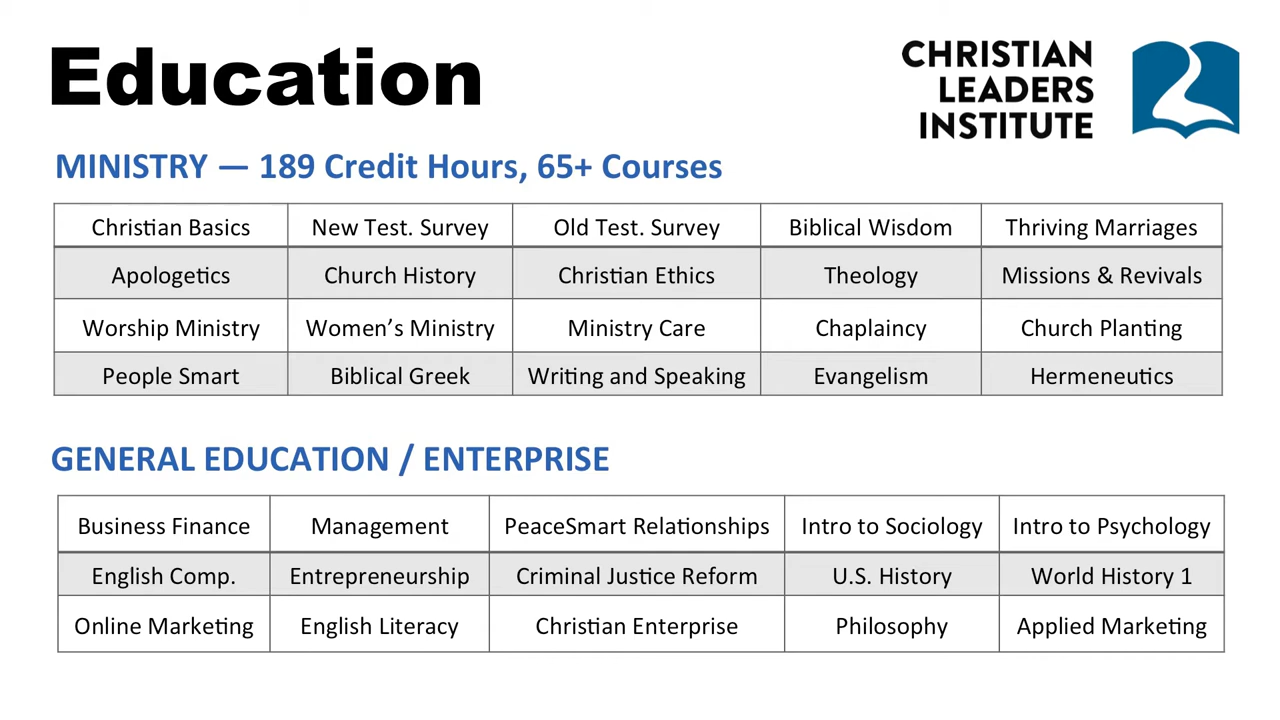 Education
CHRISTIAN
LEADERS
INSTITUTE
MINISTRY — 189 Credit Hours, 65+ Courses
Christian Basics New Test. Survey Old Test. Survey Biblical Wisdom Thriving Marriages
Apologetics Church History Christian Ethics Theology Missions & Revivals
Worship Ministry Women’s Ministry Ministry Care Chaplaincy Church Planting
People Smart Biblical Greek Writing and Speaking Evangelism Hermeneutics
GENERAL EDUCATION / ENTERPRISE
Business Finance Management PeaceSmart Relationships Intro to Sociology Intro to Psychology
English Comp. Entrepreneurship Criminal Justice Reform U.S. History World History 1
Online Marketing English Literacy Christian Enterprise Philosophy Applied Marketing